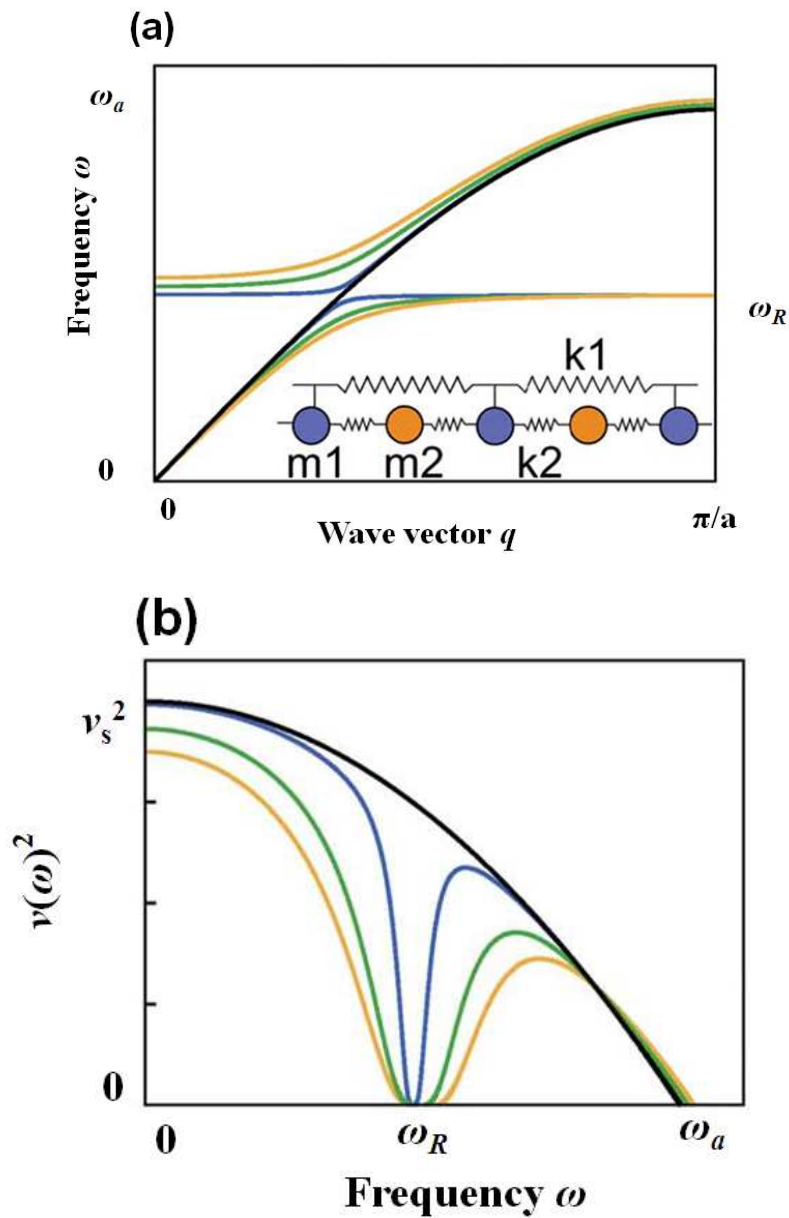 (a)
ωa
Frequency ω
ωR
k1
m1 m2 k2
0
0 π/a
Wave vector q
(b)
vs²
v(ω)²
0
0 ωR ωa
Frequency ω